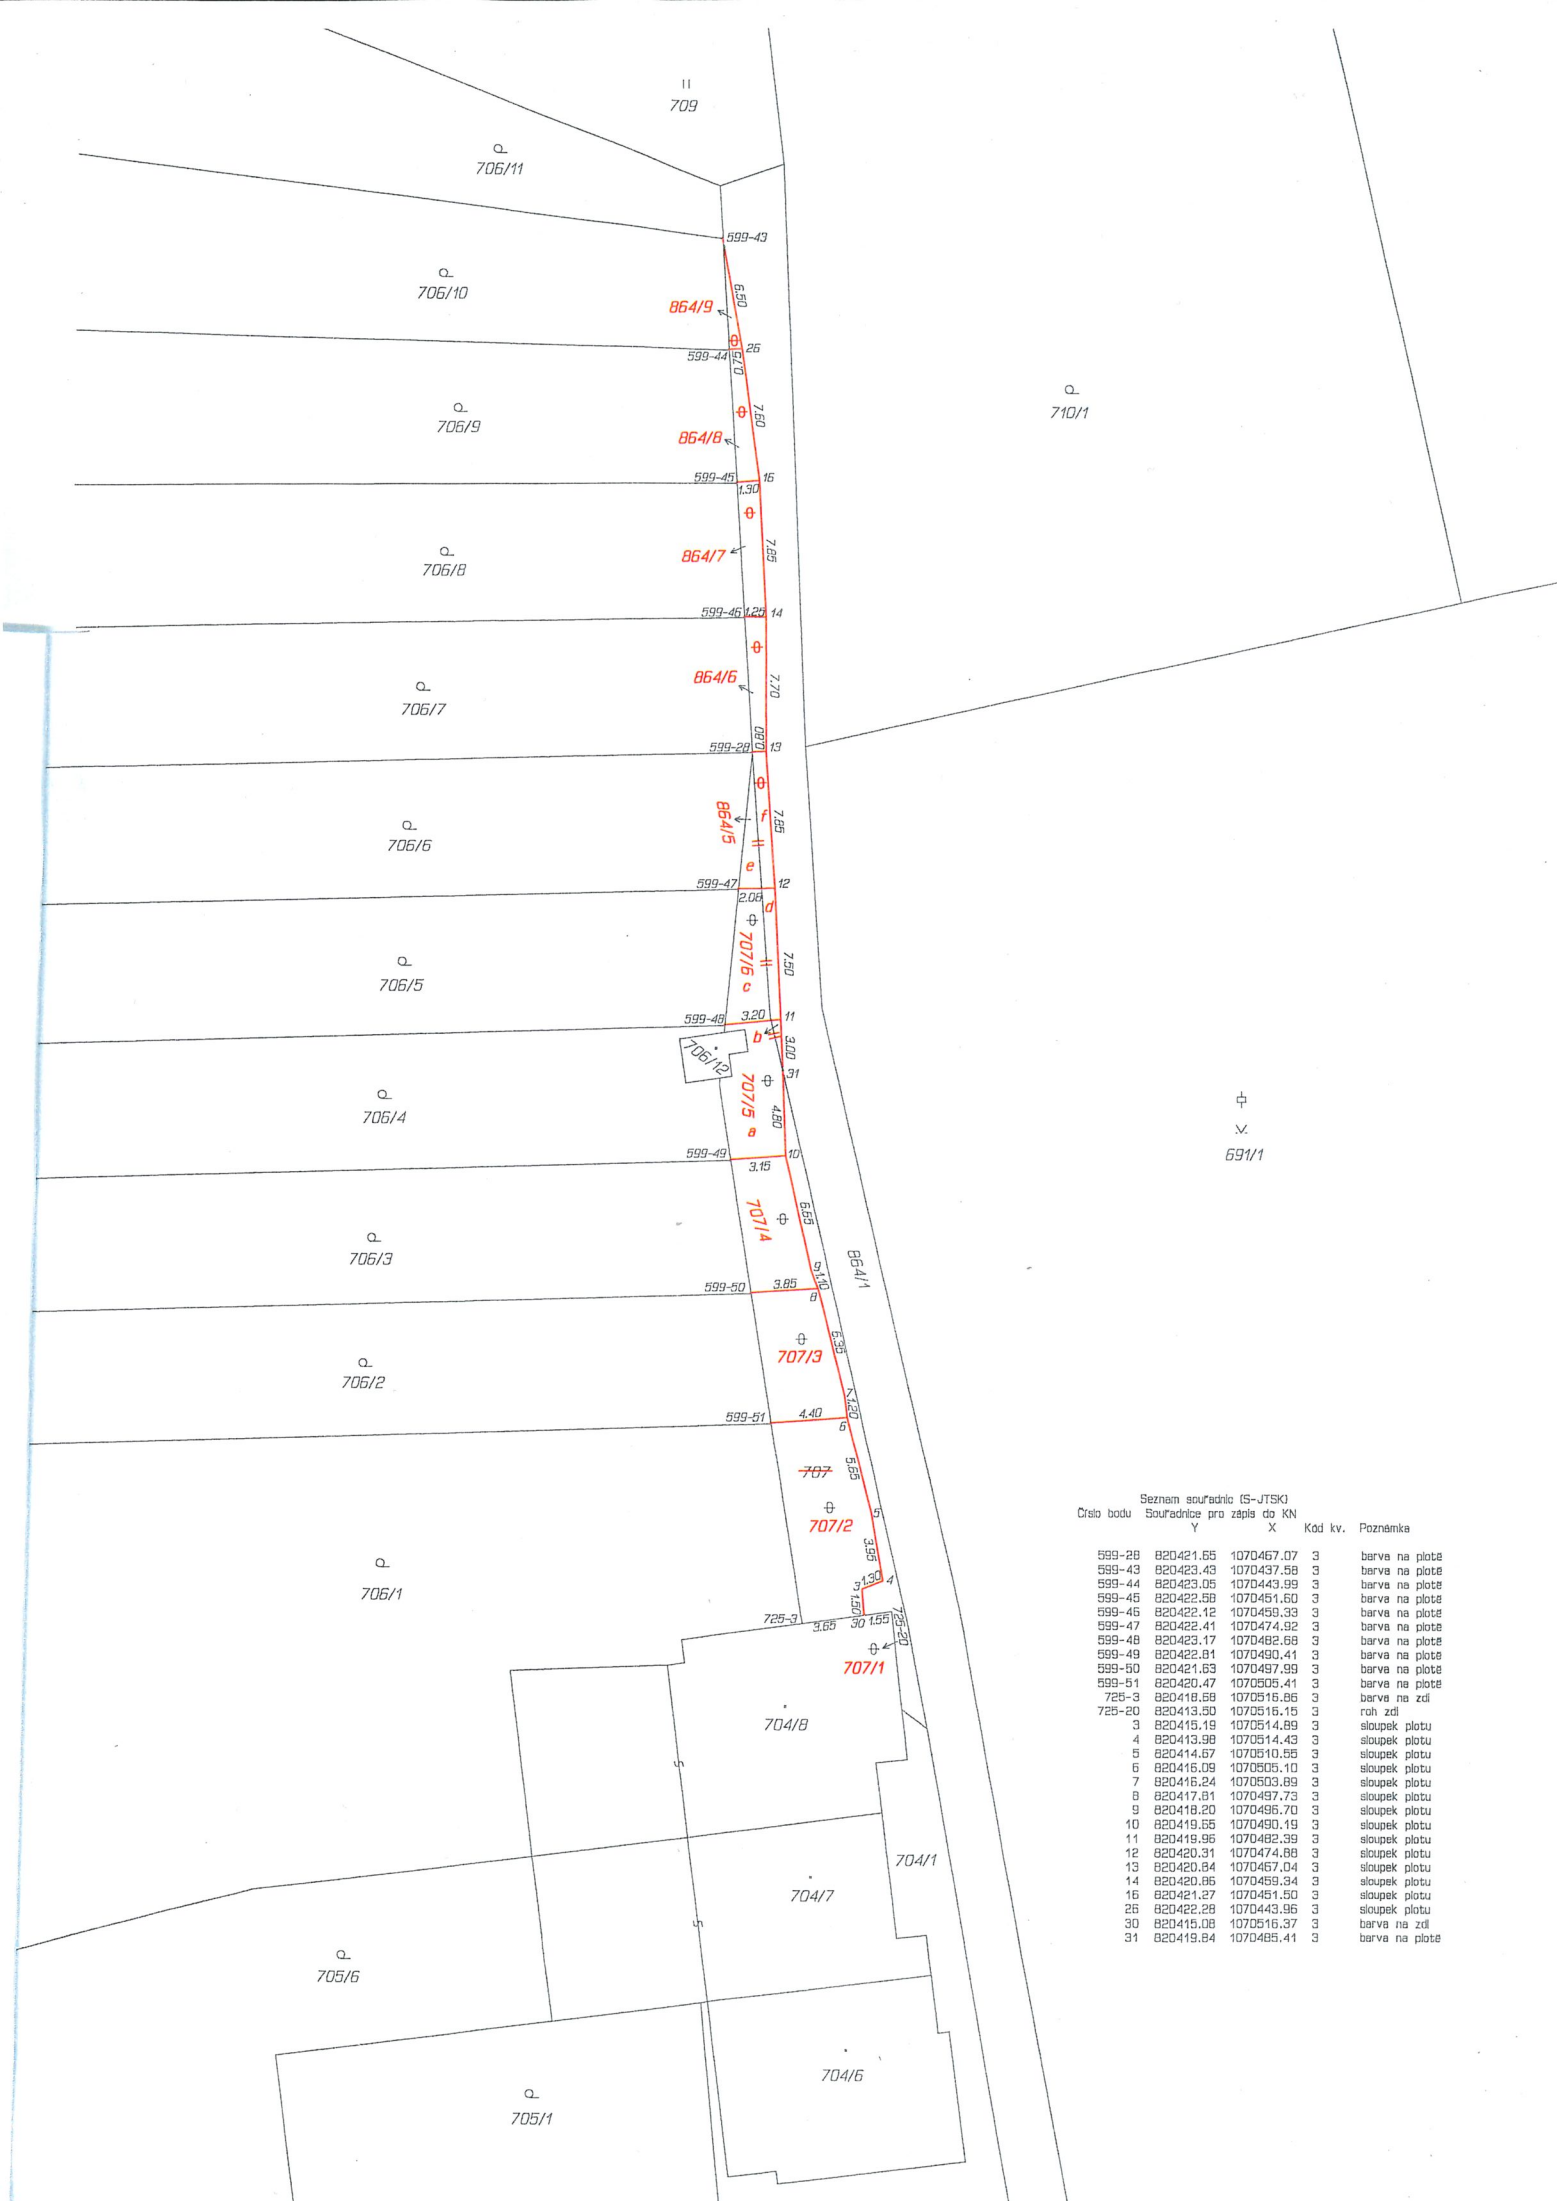 709
706/11
599-43
706/10
6.50
864/9
26
599-44
0.75
706/9
7.60
710/1
864/8
599-45
16
1.30
706/8
7.85
864/7
599-46
1.25
14
706/7
864/6
7.70
0.80
599-28
13
864/5
f
7.85
706/6
e
599-47
12
2.08
d
707/6
7.50
706/5
c
599-48
3.20
11
b
3.00
706/12
31
707/5
4.80
706/4
a
599-49
10
3.15
707/4
6.65
706/3
864/1
691/1
9
1.10
599-50
3.85
8
6.35
707/3
706/2
7
1.20
599-51
4.40
6
707
5.65
5
707/2
3.95
706/1
1.30
4
3
1.50
725-3
3.65
30
1.55
725-20
707/1
704/8
5
704/1
704/7
5
705/6
704/6
705/1
Seznam souřadnic (S-JTSK)
Číslo bodu Souřadnice pro zápis do KN
Y X Kód kv. Poznámka
599-28 820421.65 1070467.07 3 barva na plotě
599-43 820423.43 1070437.58 3 barva na plotě
599-44 820423.05 1070443.99 3 barva na plotě
599-45 820422.58 1070451.60 3 barva na plotě
599-46 820422.12 1070459.33 3 barva na plotě
599-47 820422.41 1070474.92 3 barva na plotě
599-48 820423.17 1070482.68 3 barva na plotě
599-49 820422.81 1070490.41 3 barva na plotě
599-50 820421.63 1070497.99 3 barva na plotě
599-51 820420.47 1070505.41 3 barva na plotě
725-3 820418.68 1070516.86 3 barva na zdi
725-20 820413.50 1070516.15 3 roh zdi
3 820415.19 1070514.89 3 sloupek plotu
4 820413.98 1070514.43 3 sloupek plotu
5 820414.67 1070510.55 3 sloupek plotu
6 820416.09 1070505.10 3 sloupek plotu
7 820416.24 1070503.89 3 sloupek plotu
8 820417.81 1070497.73 3 sloupek plotu
9 820418.20 1070496.70 3 sloupek plotu
10 820419.65 1070490.19 3 sloupek plotu
11 820419.96 1070482.39 3 sloupek plotu
12 820420.31 1070474.88 3 sloupek plotu
13 820420.84 1070467.04 3 sloupek plotu
14 820420.86 1070459.34 3 sloupek plotu
16 820421.27 1070451.50 3 sloupek plotu
26 820422.28 1070443.96 3 sloupek plotu
30 820415.08 1070516.37 3 barva na zdi
31 820419.84 1070485.41 3 barva na plotě